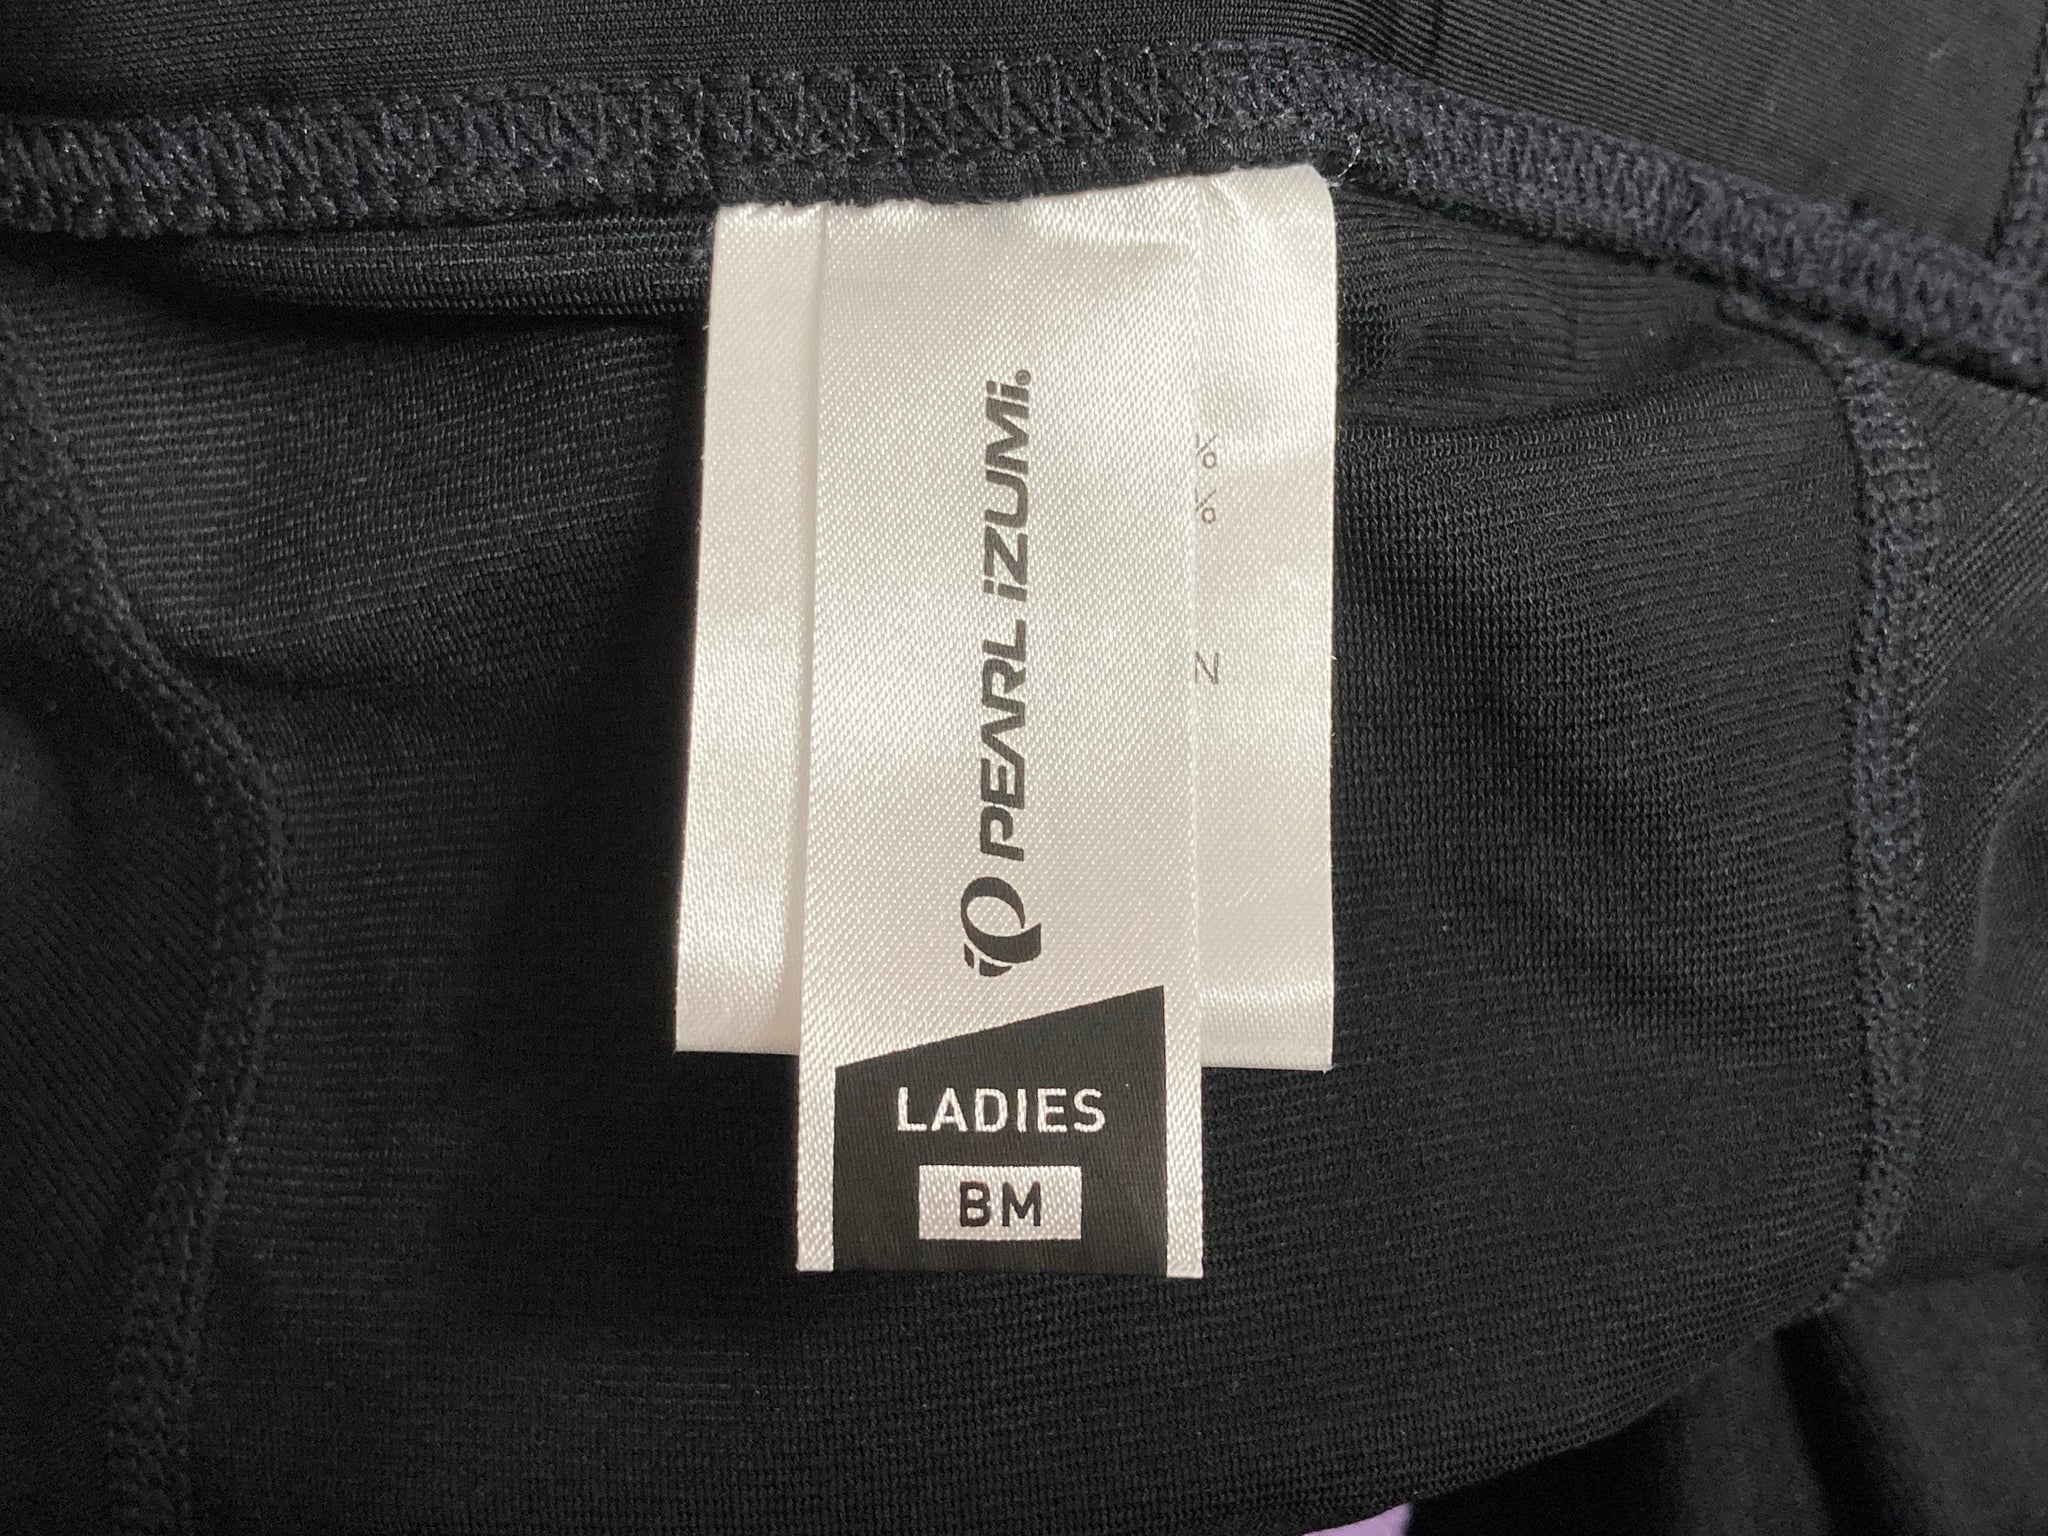 PEARL iZUMi®
LADIES
BM
%
%
N